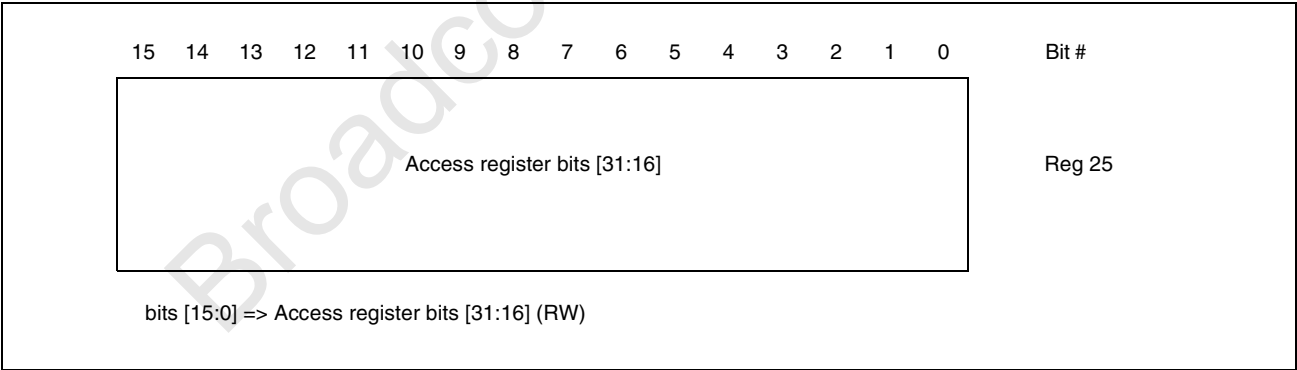 15 14 13 12 11 10 9 8 7 6 5 4 3 2 1 0 Bit #
Access register bits [31:16] Reg 25
bits [15:0] => Access register bits [31:16] (RW)
Broadco